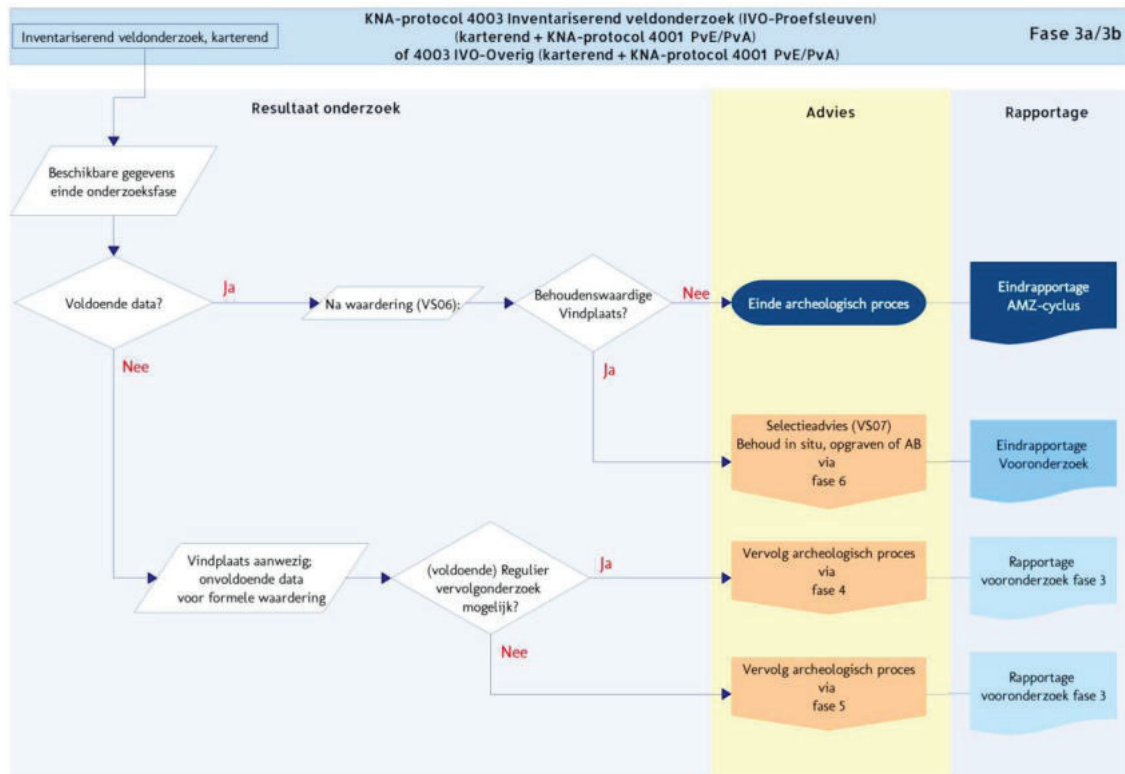 KNA-protocol 4003 Inventariserend veldonderzoek (IVO-Proefsleuven)
(karterend + KNA-protocol 4001 PvE/PvA)
of 4003 IVO-Overig (karterend + KNA-protocol 4001 PvE/PvA)
Fase 3a/3b
Inventariserend veldonderzoek, karterend
Resultaat onderzoek
Advies
Rapportage
Beschikbare gegevens
einde onderzoeksfase
Voldoende data?
Ja
Na waardering (VS06):
Behoudenswaardige
Vindplaats?
Nee
Einde archeologisch proces
Eindrapportage
AMZ-cyclus
Nee
Ja
Selectieadvies (VS07)
Behoud in situ, opgraven of AB
via
fase 6
Eindrapportage
Vooronderzoek
Vindplaats aanwezig;
onvoldoende data
voor formele waardering
(voldoende) Regulier
vervolgonderzoek
mogelijk?
Ja
Vervolg archeologisch proces
via
fase 4
Rapportage
vooronderzoek fase 3
Nee
Vervolg archeologisch proces
via
fase 5
Rapportage
vooronderzoek fase 3